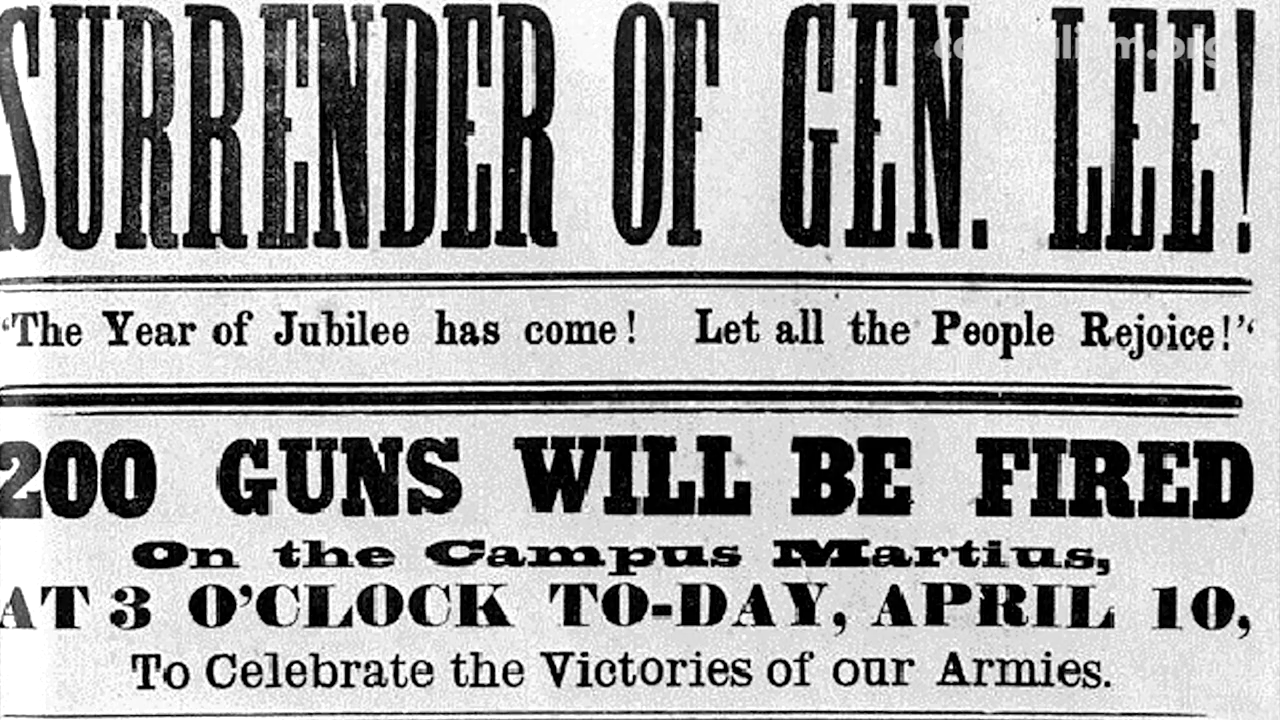 SURRENDER OF GEN. LEE!
‘The Year of Jubilee has come! Let all the People Rejoice!’‘
200 GUNS WILL BE FIRED
On the Campus Martius,
AT 3 O’CLOCK TO-DAY, APRIL 10,
To Celebrate the Victories of our Armies.